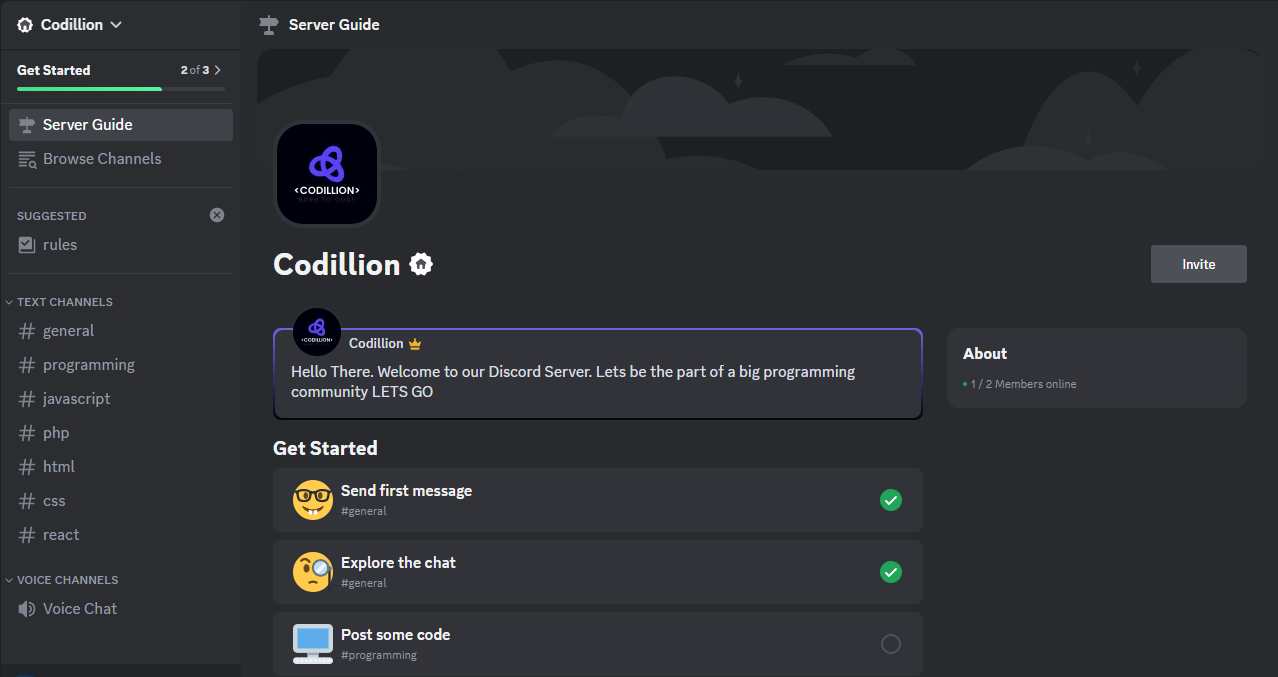 Codillion
Get Started 2 of 3
Server Guide
Browse Channels
SUGGESTED
rules
TEXT CHANNELS
general
programming
javascript
php
html
css
react
VOICE CHANNELS
Voice Chat
Server Guide
<CODILLION>
BORN TO CODE
Codillion
Invite
<CODILLION>
Codillion
Hello There. Welcome to our Discord Server. Lets be the part of a big programming
community LETS GO
About
1 / 2 Members online
Get Started
Send first message
#general
Explore the chat
#general
Post some code
#programming